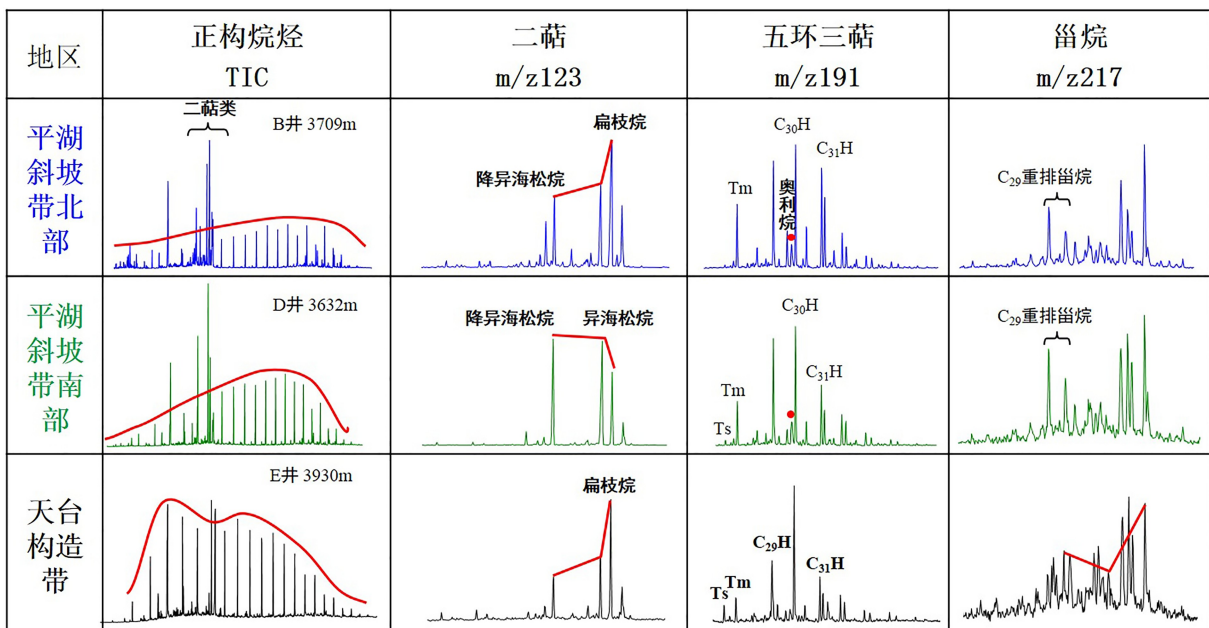 地区
正构烷烃
TIC
二萜
m/z123
五环三萜
m/z191
甾烷
m/z217
平湖
斜坡
带北
部
二萜类
B井 3709m
降异海松烷
扁枝烷
Tm
奥利烷
C₃₀H
C₃₁H
C₂₉重排甾烷
平湖
斜坡
带南
部
D井 3632m
降异海松烷
异海松烷
Ts
Tm
C₃₀H
C₃₁H
C₂₉重排甾烷
天台
构造
带
E井 3930m
扁枝烷
Ts
Tm
C₂₉H
C₃₁H